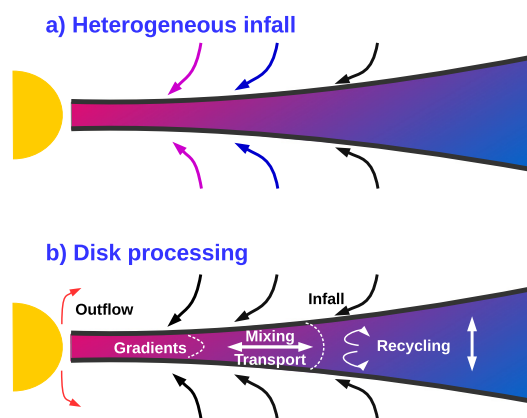 a) Heterogeneous infall
b) Disk processing
Outflow
Infall
Gradients
Mixing
Transport
Recycling